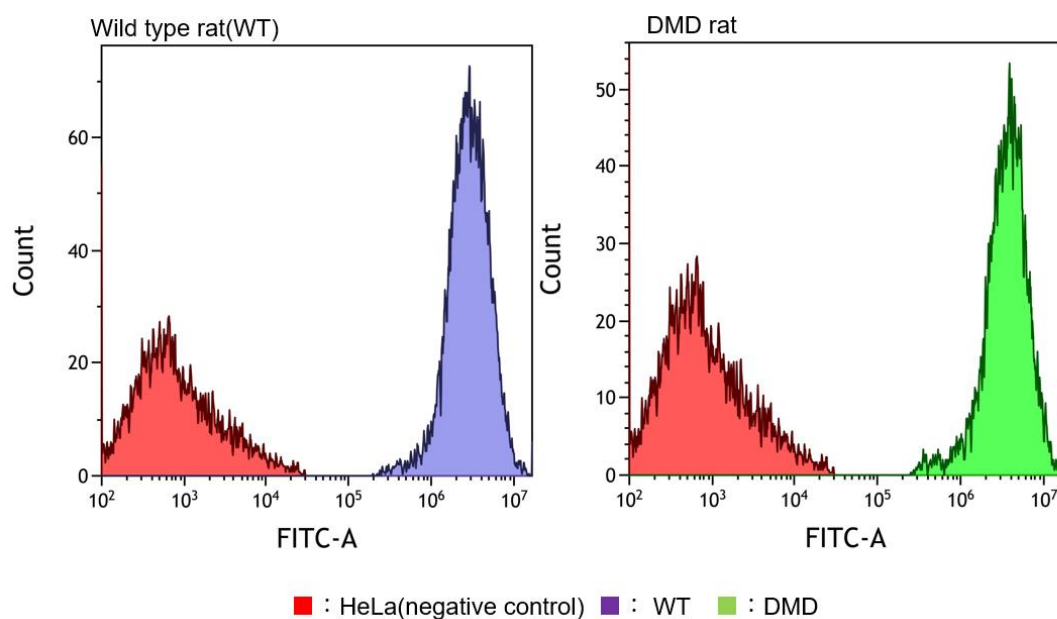 Wild type rat(WT)
DMD rat
60
40
20
0
Count
10² 10³ 10⁴ 10⁵ 10⁶ 10⁷
FITC-A
50
40
30
20
10
0
Count
10² 10³ 10⁴ 10⁵ 10⁶ 10⁷
FITC-A
：HeLa(negative control) ： WT ：DMD